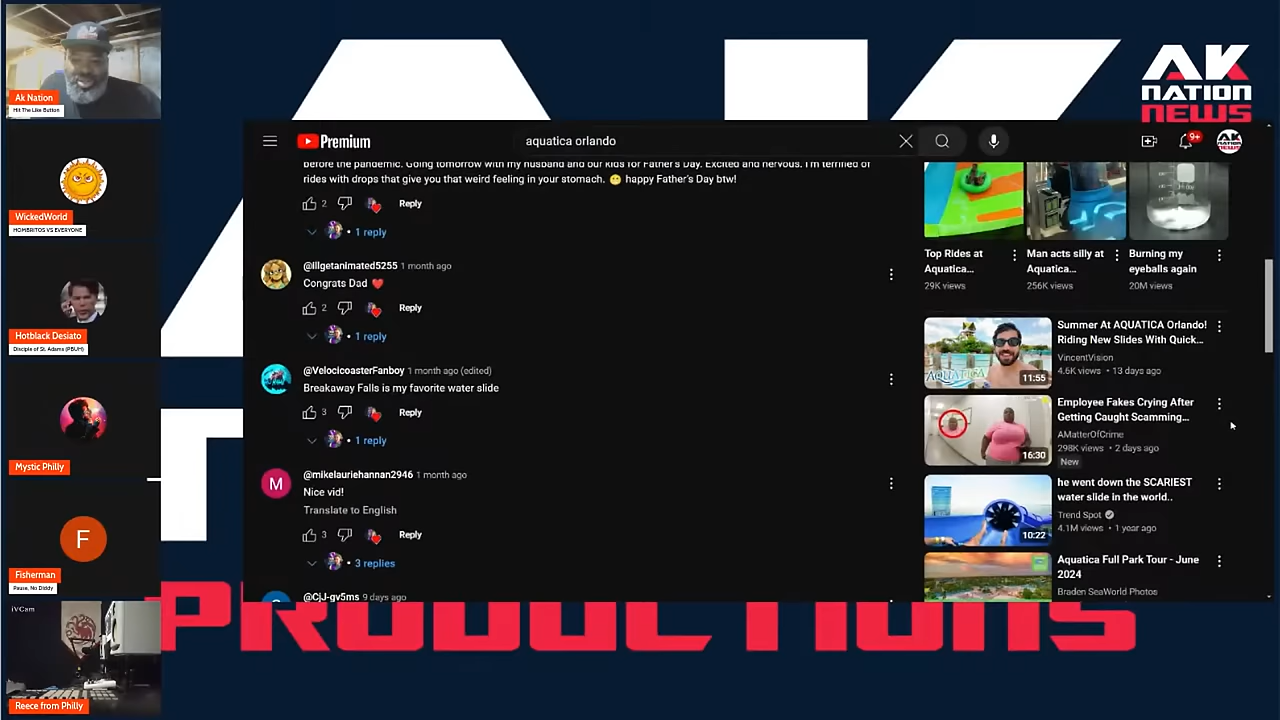 Ak Nation
Hit The Like Button
WickedWorld
HOMBRITOS VS EVERYONE
Hotblack Desiato
Disciple of St. Adams (PBUH)
Mystic Philly
F
Fisherman
Pause, No Diddy
iVCam
Reece from Philly
AK
NATION
NEWS
Premium
aquatica orlando
9+
before the pandemic. Going tomorrow with my husband and our kids for Father's Day. Excited and nervous. I'm terrified of
rides with drops that give you that weird feeling in your stomach. 😬 happy Father's Day btw!
2 Reply
1 reply
@illgetanimated5255 1 month ago
Congrats Dad ❤️
2 Reply
1 reply
@VelocicoasterFanboy 1 month ago (edited)
Breakaway Falls is my favorite water slide
3 Reply
1 reply
M
@mikelauriehannan2946 1 month ago
Nice vid!
Translate to English
3 Reply
3 replies
@CjJ-gv5ms 9 days ago
Top Rides at
Aquatica...
29K views
Man acts silly at
Aquatica...
256K views
Burning my
eyeballs again
20M views
AQUATICA
11:55
Summer At AQUATICA Orlando!
Riding New Slides With Quick...
VincentVision
4.6K views • 13 days ago
16:30
Employee Fakes Crying After
Getting Caught Scamming...
AMatterOfCrime
298K views • 2 days ago
New
10:22
he went down the SCARIEST
water slide in the world..
Trend Spot
4.1M views • 1 year ago
Aquatica Full Park Tour - June
2024
Braden SeaWorld Photos
PRODUCTIONS